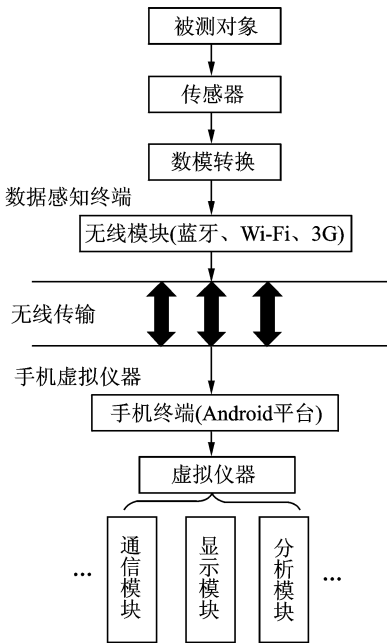 被测对象
传感器
数模转换
数据感知终端
无线模块(蓝牙、Wi-Fi、3G)
无线传输
手机虚拟仪器
手机终端(Android平台)
虚拟仪器
...
通信模块
显示模块
分析模块
...